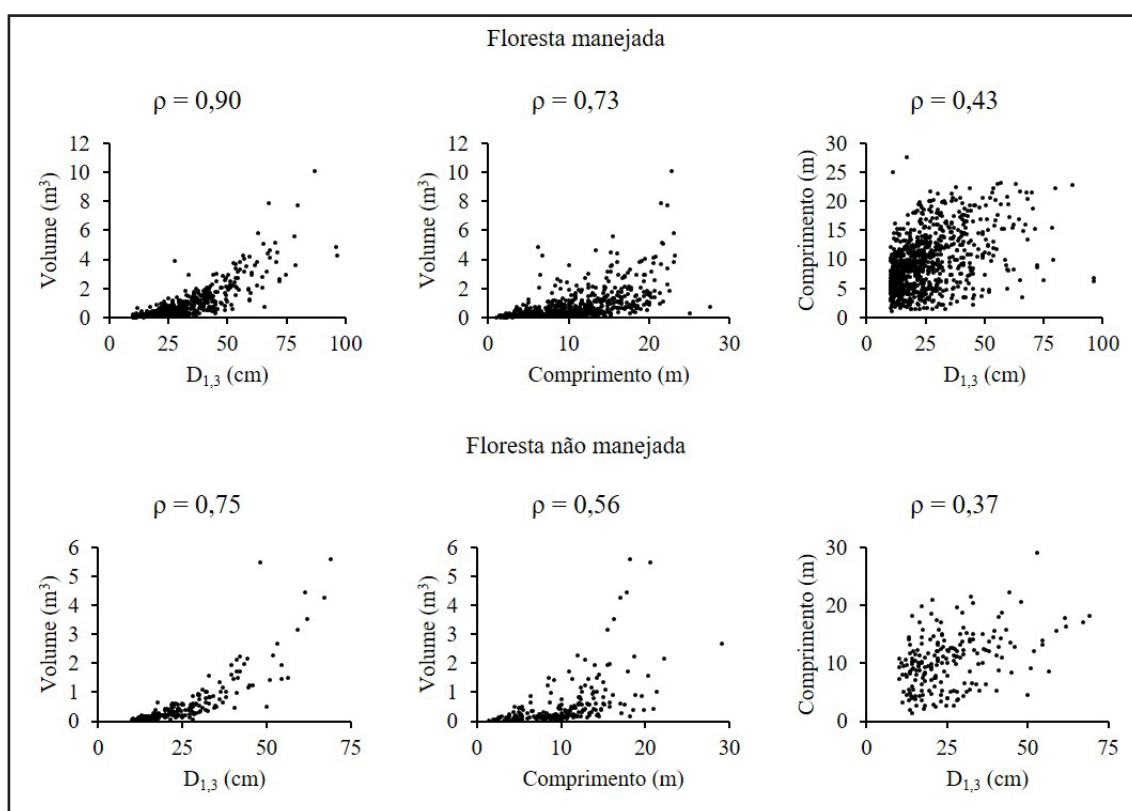 Floresta manejada
ρ = 0,90
ρ = 0,73
ρ = 0,43
Volume (m³)
12
10
8
6
4
2
0
0 25 50 75 100
D1,3 (cm)
Volume (m³)
12
10
8
6
4
2
0
0 10 20 30
Comprimento (m)
Comprimento (m)
30
25
20
15
10
5
0
0 25 50 75 100
D1,3 (cm)
Floresta não manejada
ρ = 0,75
ρ = 0,56
ρ = 0,37
Volume (m³)
6
5
4
3
2
1
0
0 25 50 75
D1,3 (cm)
Volume (m³)
6
5
4
3
2
1
0
0 10 20 30
Comprimento (m)
Comprimento (m)
30
20
10
0
0 25 50 75
D1,3 (cm)